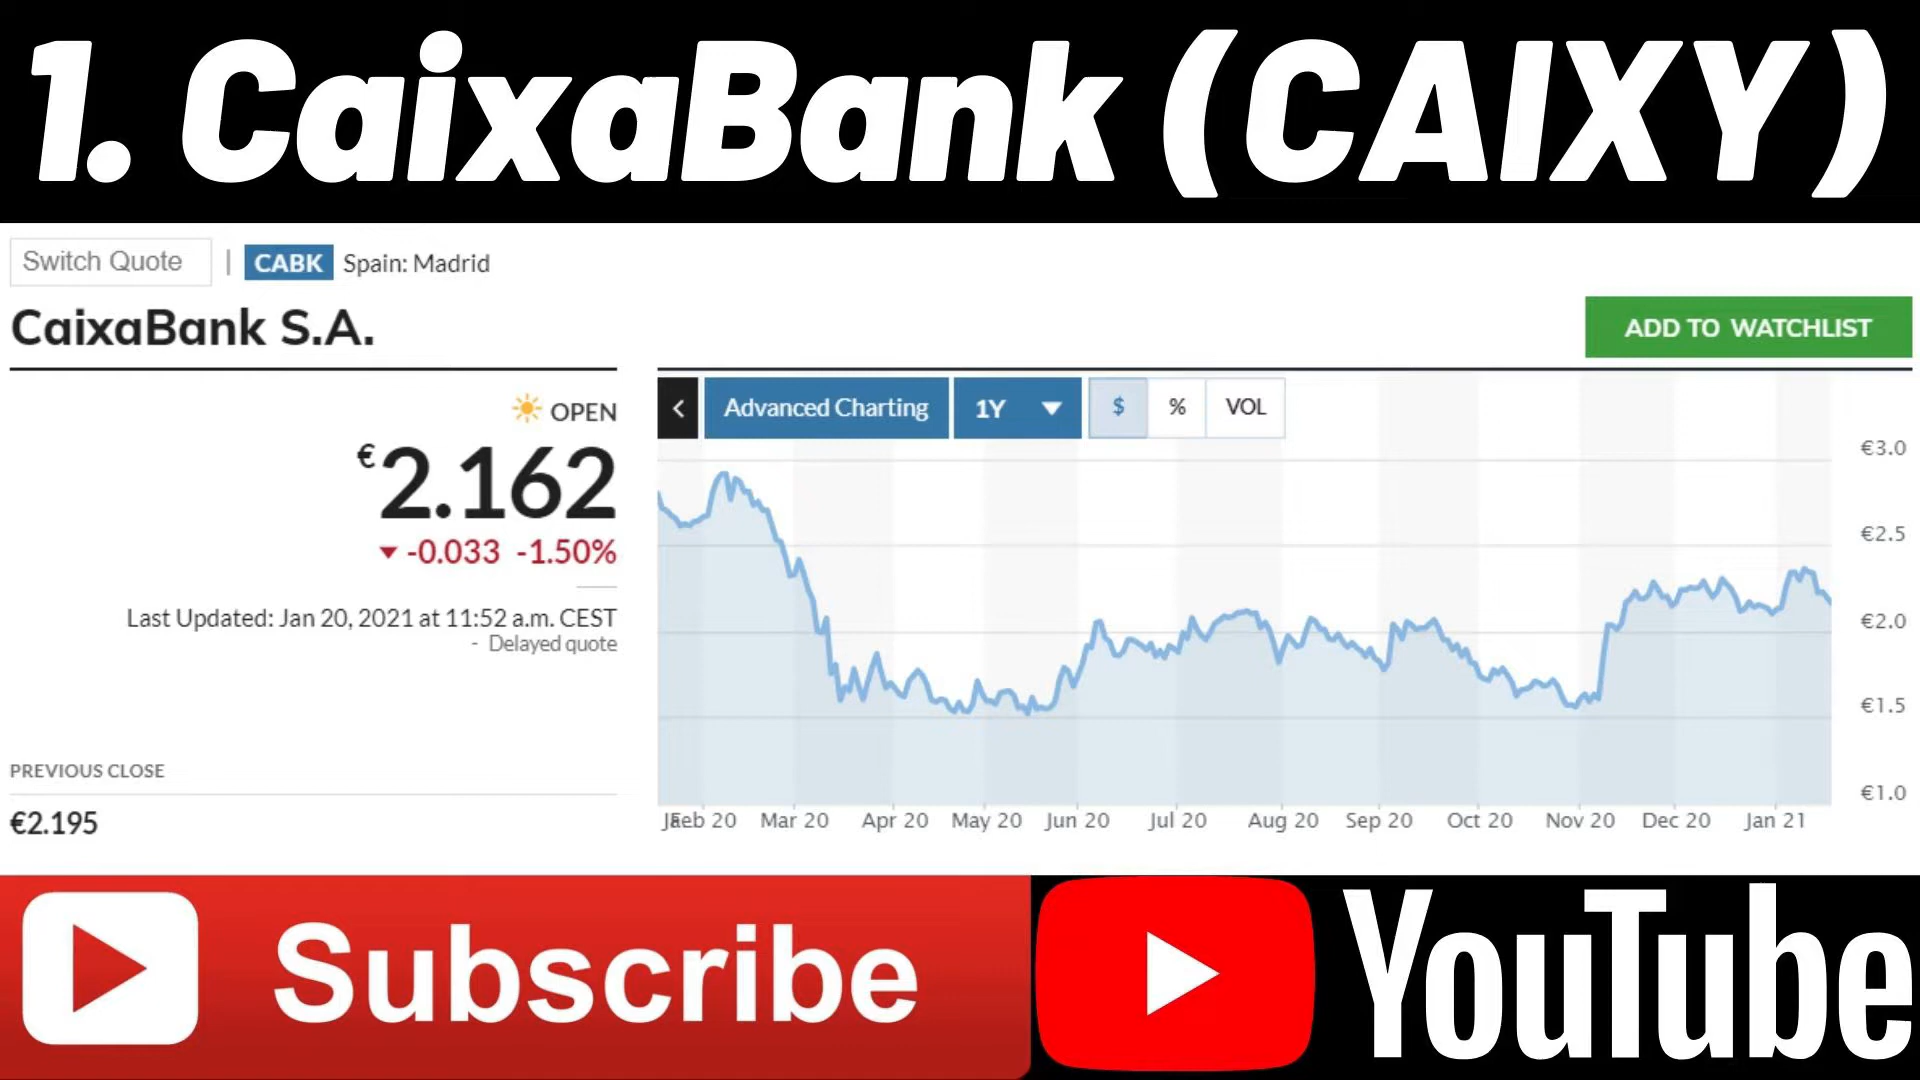 1. CaixaBank (CAIXY)
Switch Quote | CABK Spain: Madrid
CaixaBank S.A.
ADD TO WATCHLIST
OPEN
€2.162
-0.033 -1.50%
Last Updated: Jan 20, 2021 at 11:52 a.m. CEST
- Delayed quote
PREVIOUS CLOSE
€2.195
Advanced Charting 1Y $ % VOL
€3.0
€2.5
€2.0
€1.5
€1.0
Feb 20 Mar 20 Apr 20 May 20 Jun 20 Jul 20 Aug 20 Sep 20 Oct 20 Nov 20 Dec 20 Jan 21
Subscribe
YouTube